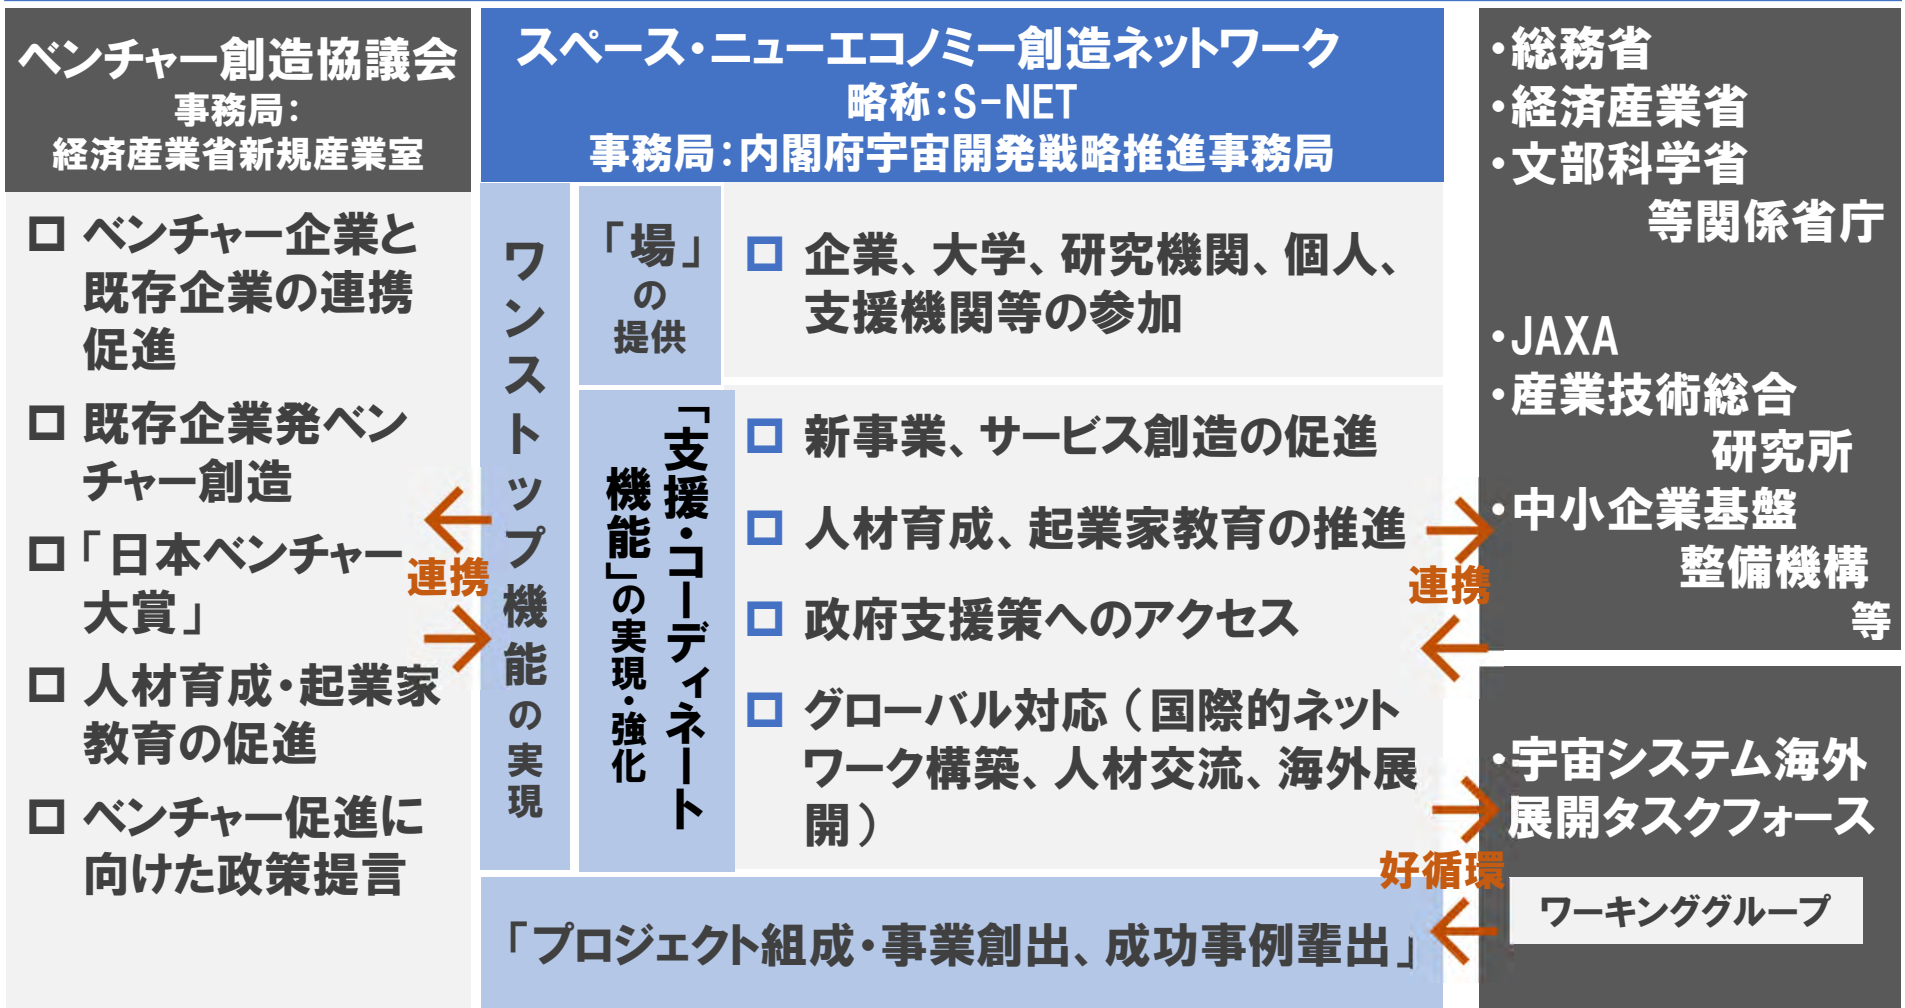 ベンチャー創造協議会
事務局：
経済産業省新規産業室
□ ベンチャー企業と
既存企業の連携
促進
□ 既存企業発ベン
チャー創造
□「日本ベンチャー
大賞」
□ 人材育成・起業家
教育の促進
□ ベンチャー促進に
向けた政策提言
連携
スペース・ニューエコノミー創造ネットワーク
略称：S-NET
事務局：内閣府宇宙開発戦略推進事務局
ワンストップ機能の実現
「場」
の
提供
□ 企業、大学、研究機関、個人、
支援機関等の参加
「支援・コーディネート
機能」の実現・強化
□ 新事業、サービス創造の促進
□ 人材育成、起業家教育の推進
□ 政府支援策へのアクセス
□ グローバル対応（国際的ネット
ワーク構築、人材交流、海外展
開）
「プロジェクト組成・事業創出、成功事例輩出」
連携
好循環
・総務省
・経済産業省
・文部科学省
等関係省庁
・JAXA
・産業技術総合
研究所
・中小企業基盤
整備機構
等
・宇宙システム海外
展開タスクフォース
ワーキンググループ